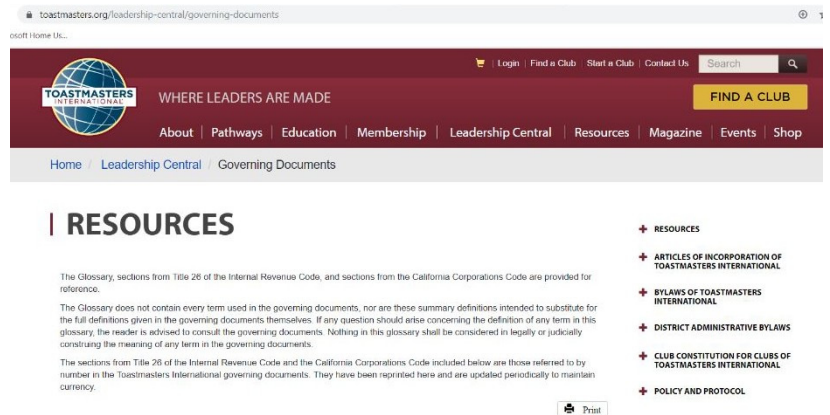 toastmasters.org/leadership-central/governing-documents
osoft Home Us...
Login | Find a Club Start a Club | Contact Us Search
TOASTMASTERS
INTERNATIONAL
WHERE LEADERS ARE MADE
FIND A CLUB
About | Pathways | Education | Membership | Leadership Central | Resources | Magazine | Events | Shop
Home / Leadership Central / Governing Documents
RESOURCES
The Glossary, sections from Title 26 of the Internal Revenue Code, and sections from the California Corporations Code are provided for
reference.
The Glossary does not contain every term used in the governing documents, nor are these summary definitions intended to substitute for
the full definitions given in the governing documents themselves. If any question should arise concerning the definition of any term in this
glossary, the reader is advised to consult the governing documents. Nothing in this glossary shall be considered in legally or judicially
construing the meaning of any term in the governing documents.
The sections from Title 26 of the Internal Revenue Code and the California Corporations Code included below are those referred to by
number in the Toastmasters International governing documents. They have been reprinted here and are updated periodically to maintain
currency.
Print
RESOURCES
ARTICLES OF INCORPORATION OF
TOASTMASTERS INTERNATIONAL
BYLAWS OF TOASTMASTERS
INTERNATIONAL
DISTRICT ADMINISTRATIVE BYLAWS
CLUB CONSTITUTION FOR CLUBS OF
TOASTMASTERS INTERNATIONAL
POLICY AND PROTOCOL